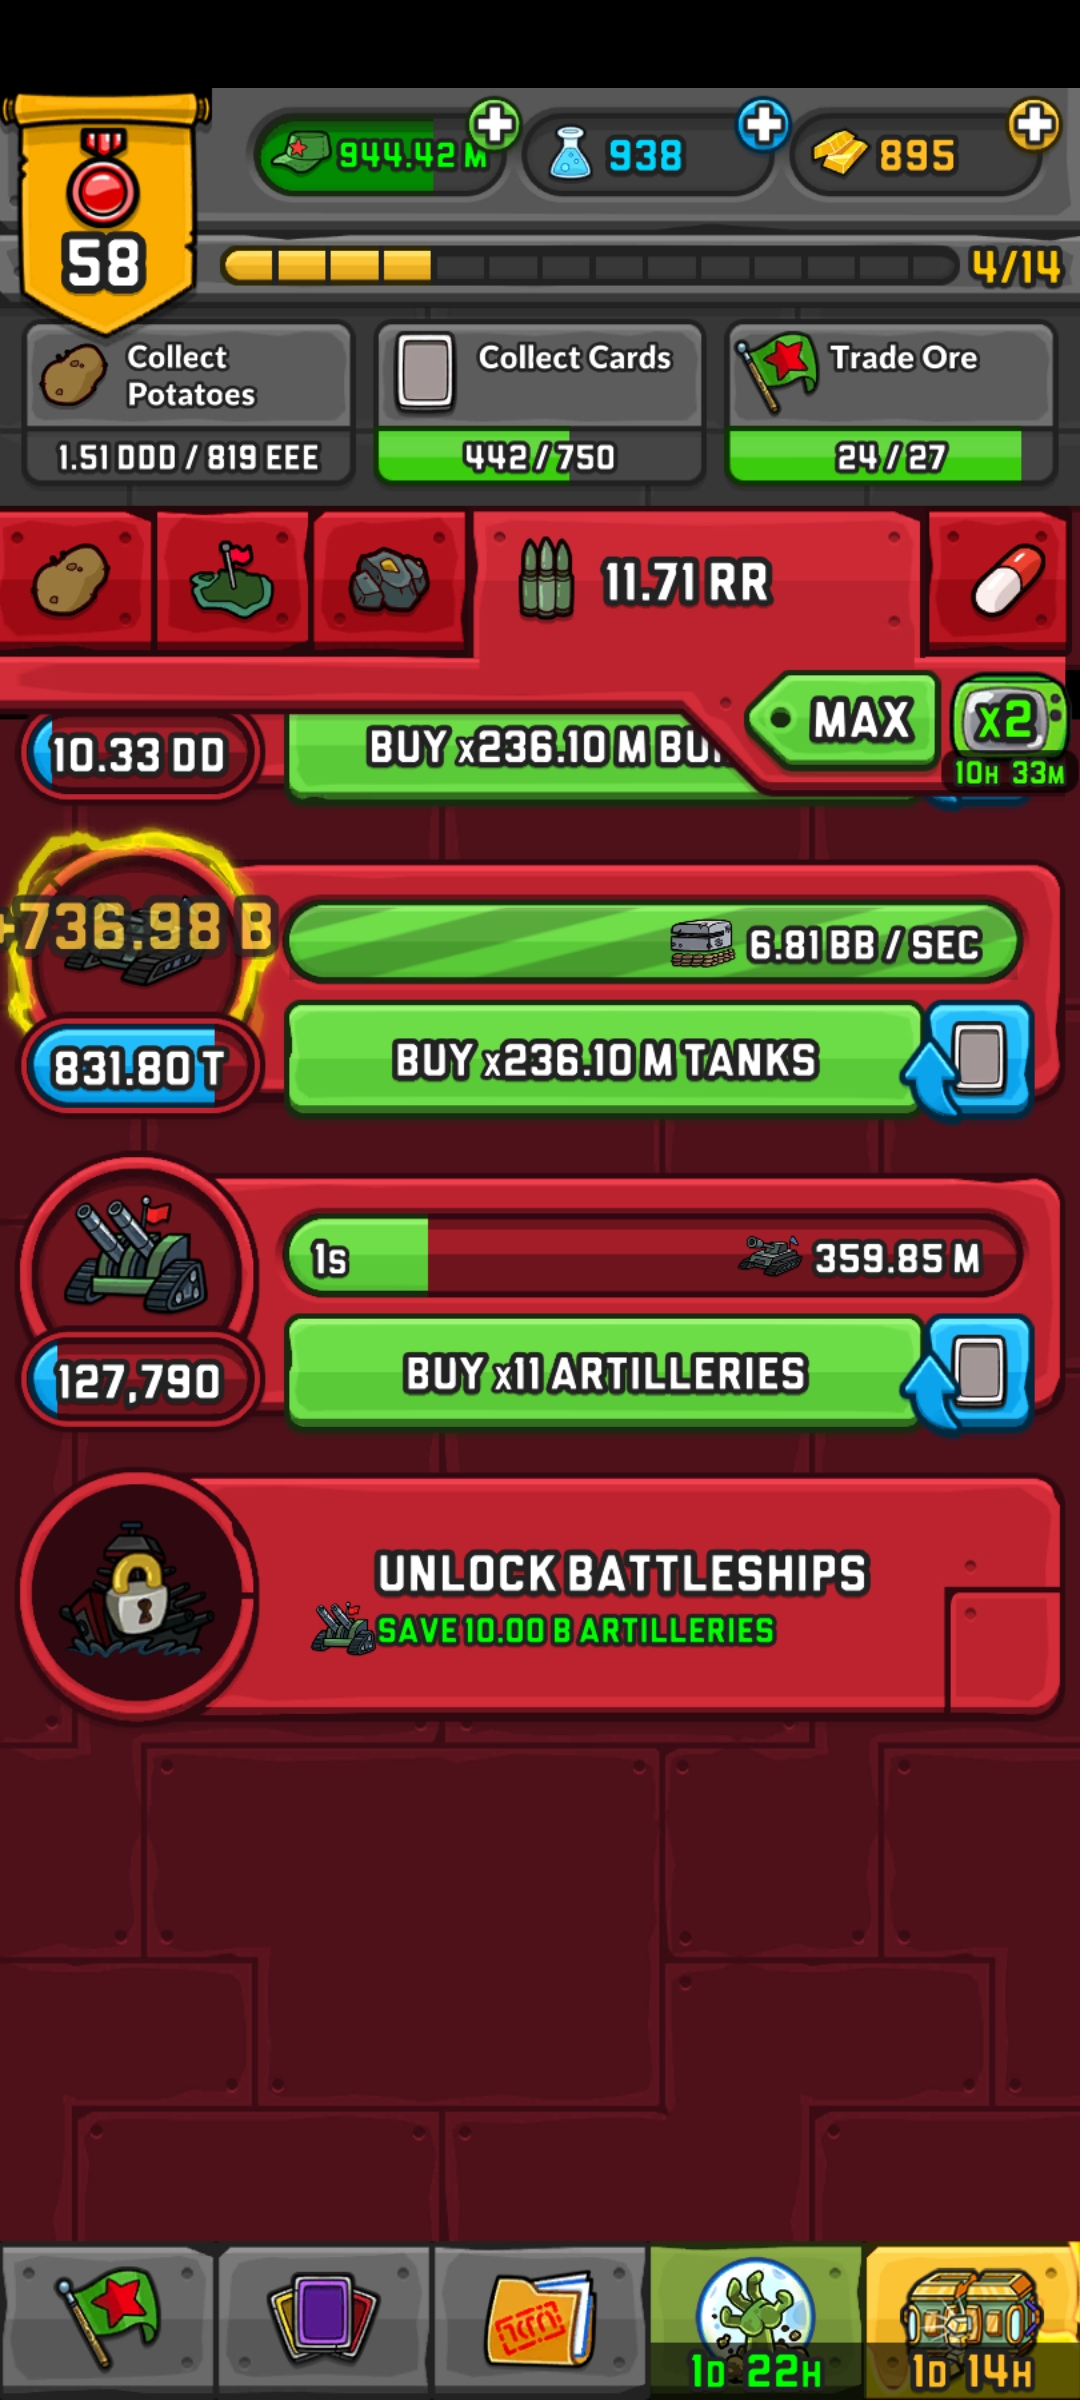 944.42 M
938
895
58
4/14
Collect
Potatoes
1.51 DDD / 819 EEE
Collect Cards
442/750
Trade Ore
24/27
11.71 RR
MAX
x2
10H 33M
10.33 DD
BUY x236.10 M
+736.98 B
6.81 BB / SEC
831.80 T
BUY x236.10 M TANKS
1s
359.85 M
127,790
BUY x11 ARTILLERIES
UNLOCK BATTLESHIPS
SAVE 10.00 B ARTILLERIES
1D 22H
1D 14H